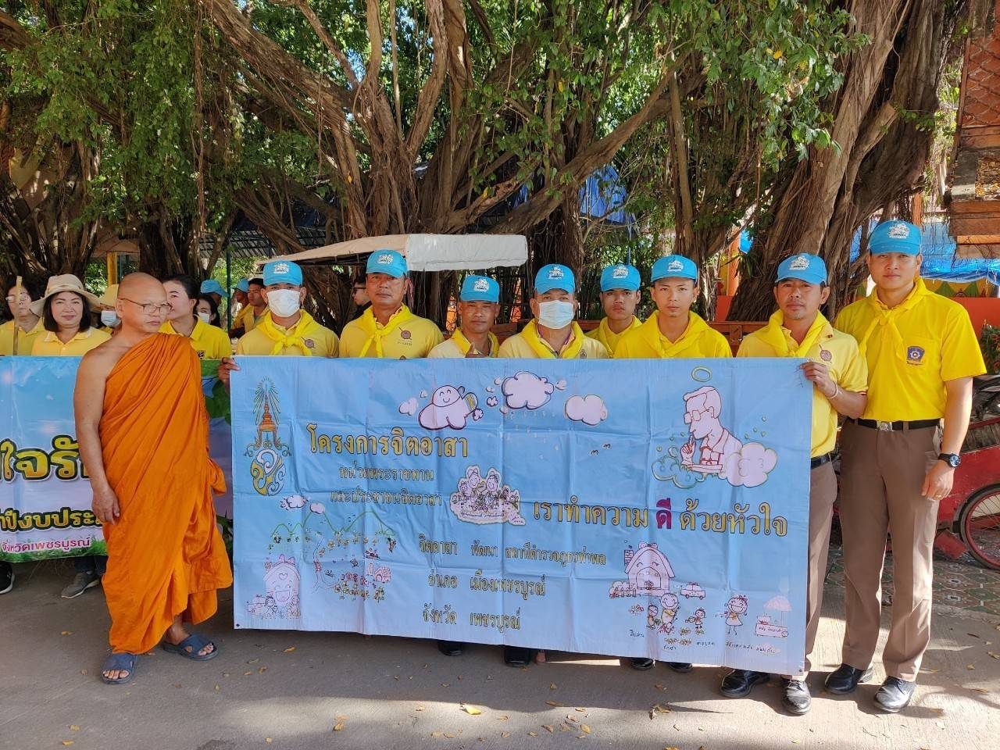 โครงการจิตอาสา
หน่วยพระราชทาน
และประชาชนจิตอาสา
เราทำความ ดี ด้วยหัวใจ
จิตอาสา พัฒนา สถานีตำรวจภูธรท่าพล
อำเภอ เมืองเพชรบูรณ์
จังหวัด เพชรบูรณ์
ใจรัก
ปีงบประ
จังหวัดเพชรบูรณ์